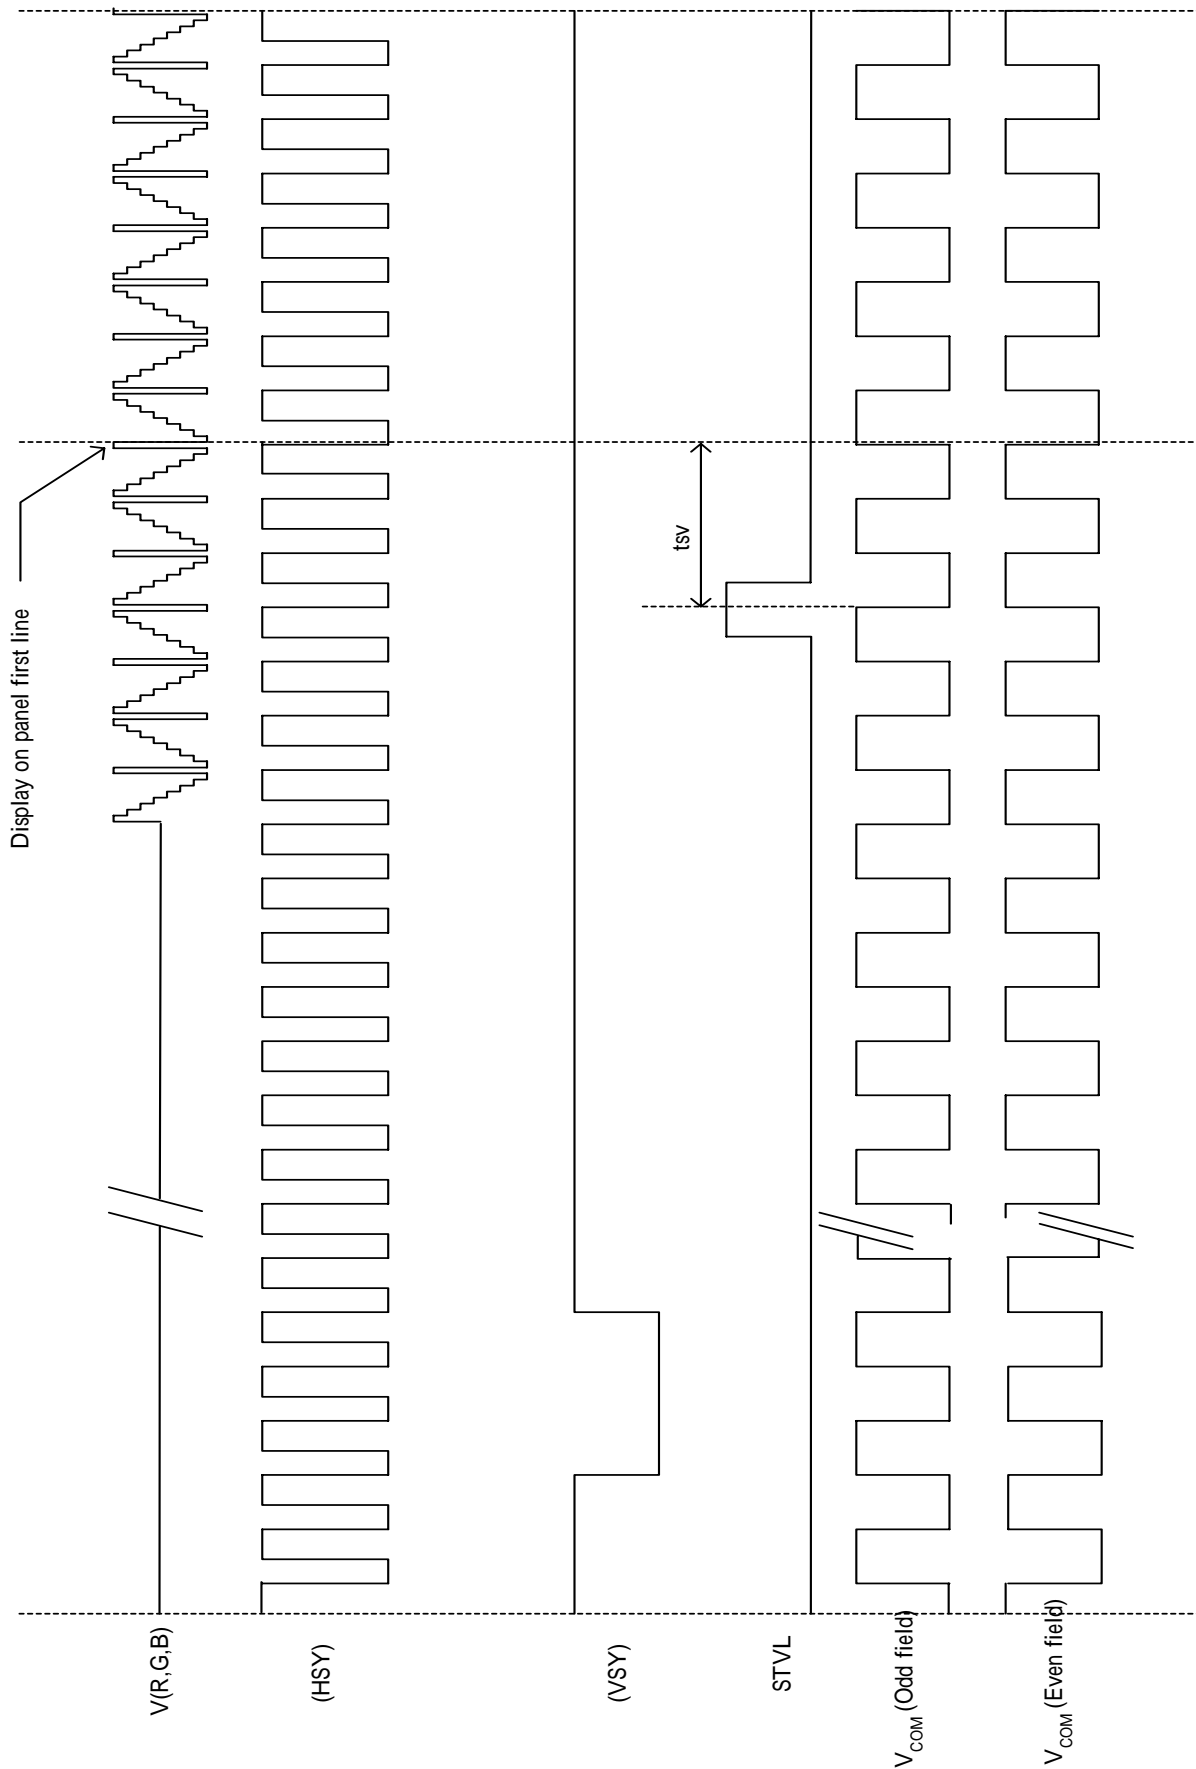 Display on panel first line
tsv
V(R,G,B)
(HSY)
(VSY)
STVL
VCOM (Odd field)
VCOM (Even field)